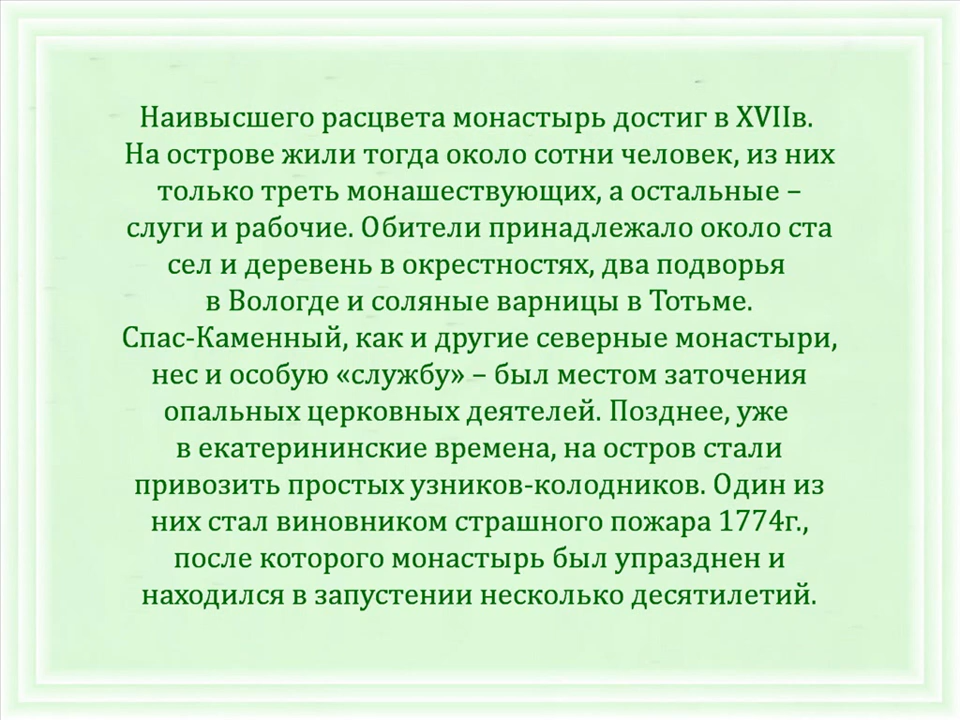 Наивысшего расцвета монастырь достиг в XVIIв.
На острове жили тогда около сотни человек, из них
только треть монашествующих, а остальные –
слуги и рабочие. Обители принадлежало около ста
сел и деревень в окрестностях, два подворья
в Вологде и соляные варницы в Тотьме.
Спас-Каменный, как и другие северные монастыри,
нес и особую «службу» – был местом заточения
опальных церковных деятелей. Позднее, уже
в екатерининские времена, на остров стали
привозить простых узников-колодников. Один из
них стал виновником страшного пожара 1774г.,
после которого монастырь был упразднен и
находился в запустении несколько десятилетий.